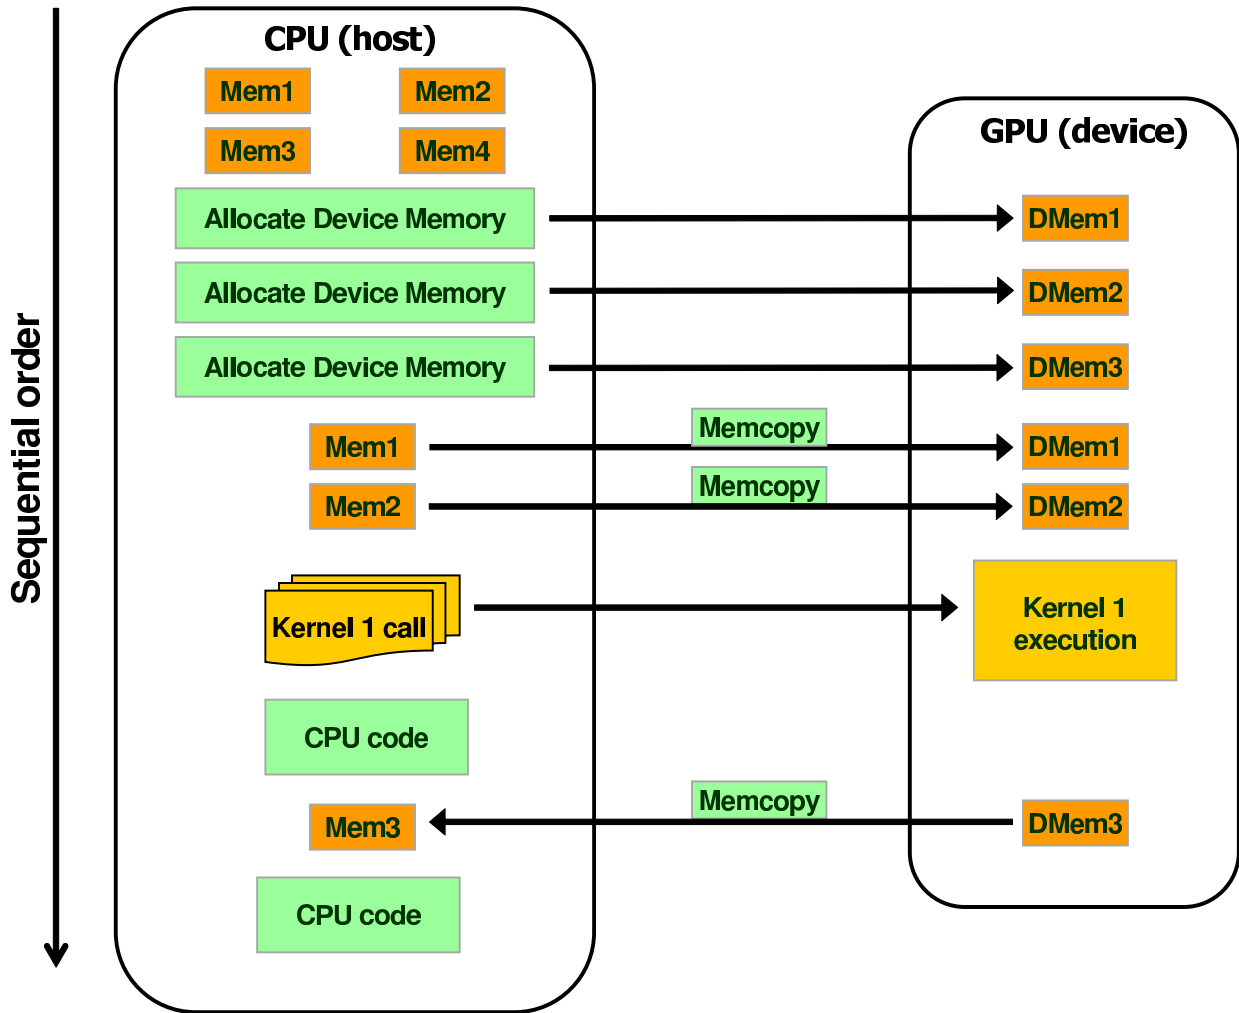 CPU (host)
Mem1 Mem2
GPU (device)
Mem3 Mem4
Allocate Device Memory DMem1
Allocate Device Memory DMem2
Allocate Device Memory DMem3
Mem1 Memcopy DMem1
Mem2 Memcopy DMem2
Kernel 1 call
Kernel 1
execution
CPU code
Mem3 Memcopy DMem3
CPU code
Sequential order